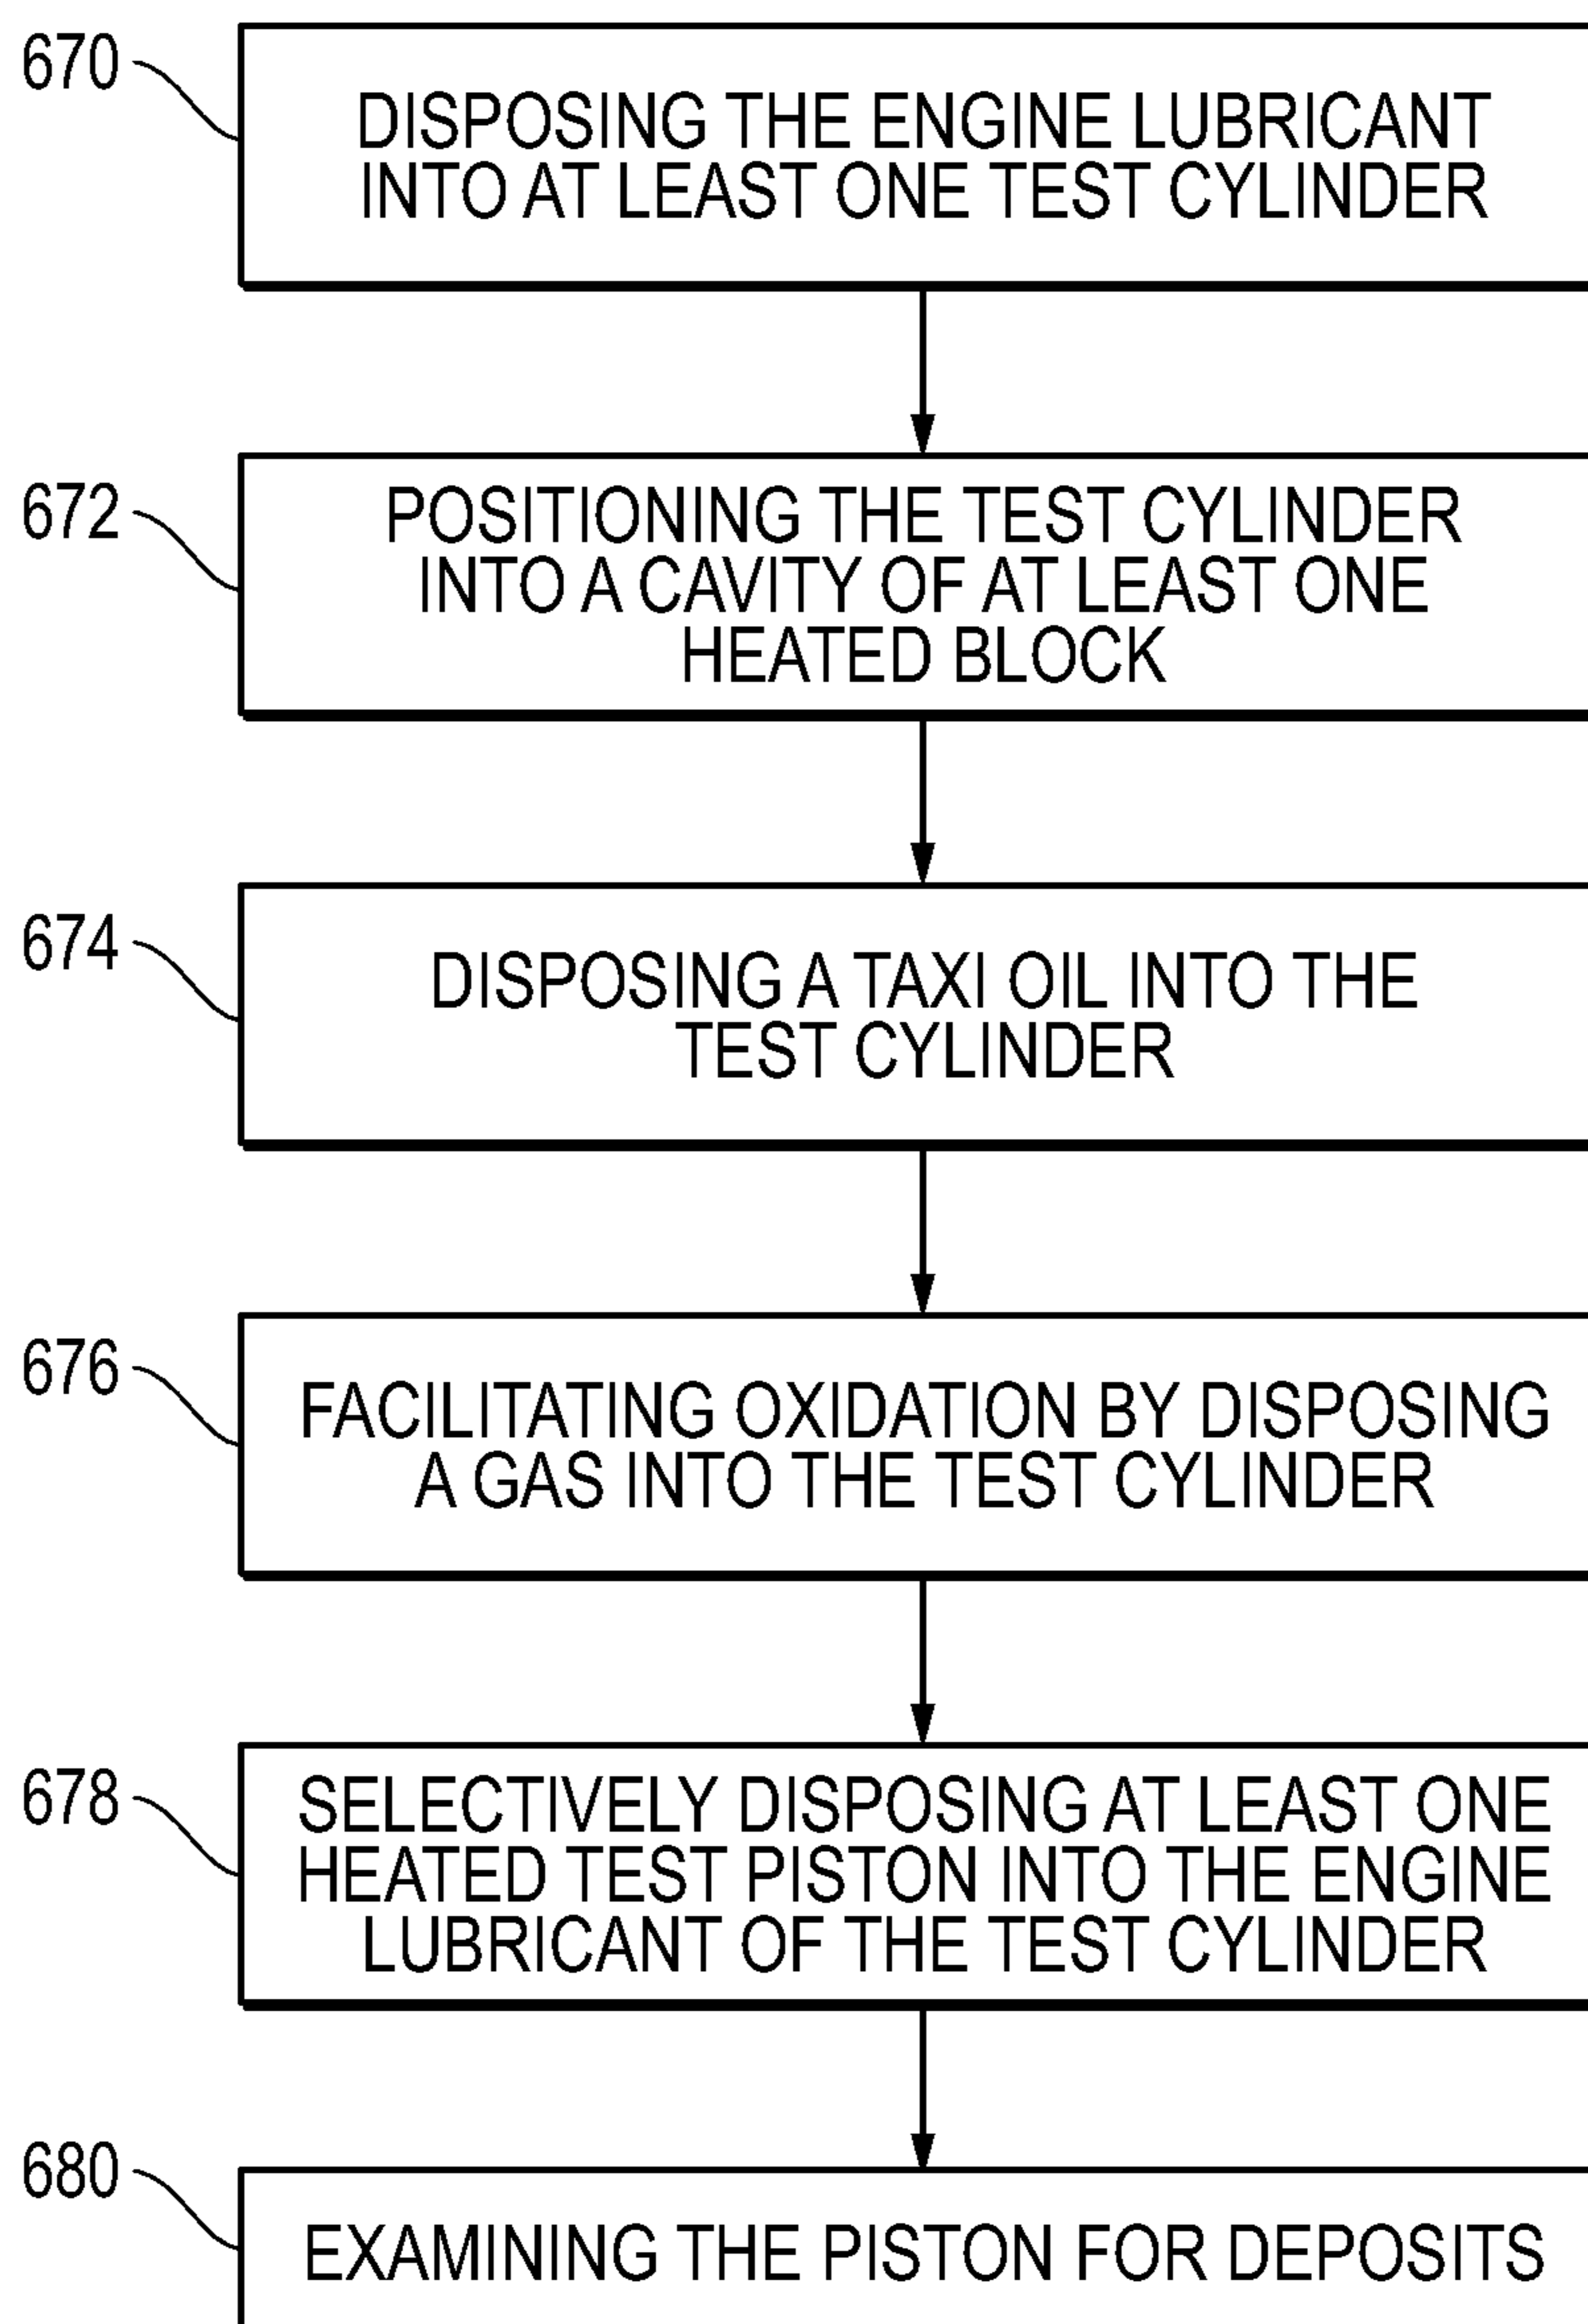 670
DISPOSING THE ENGINE LUBRICANT
INTO AT LEAST ONE TEST CYLINDER
672
POSITIONING THE TEST CYLINDER
INTO A CAVITY OF AT LEAST ONE
HEATED BLOCK
674
DISPOSING A TAXI OIL INTO THE
TEST CYLINDER
676
FACILITATING OXIDATION BY DISPOSING
A GAS INTO THE TEST CYLINDER
678
SELECTIVELY DISPOSING AT LEAST ONE
HEATED TEST PISTON INTO THE ENGINE
LUBRICANT OF THE TEST CYLINDER
680
EXAMINING THE PISTON FOR DEPOSITS